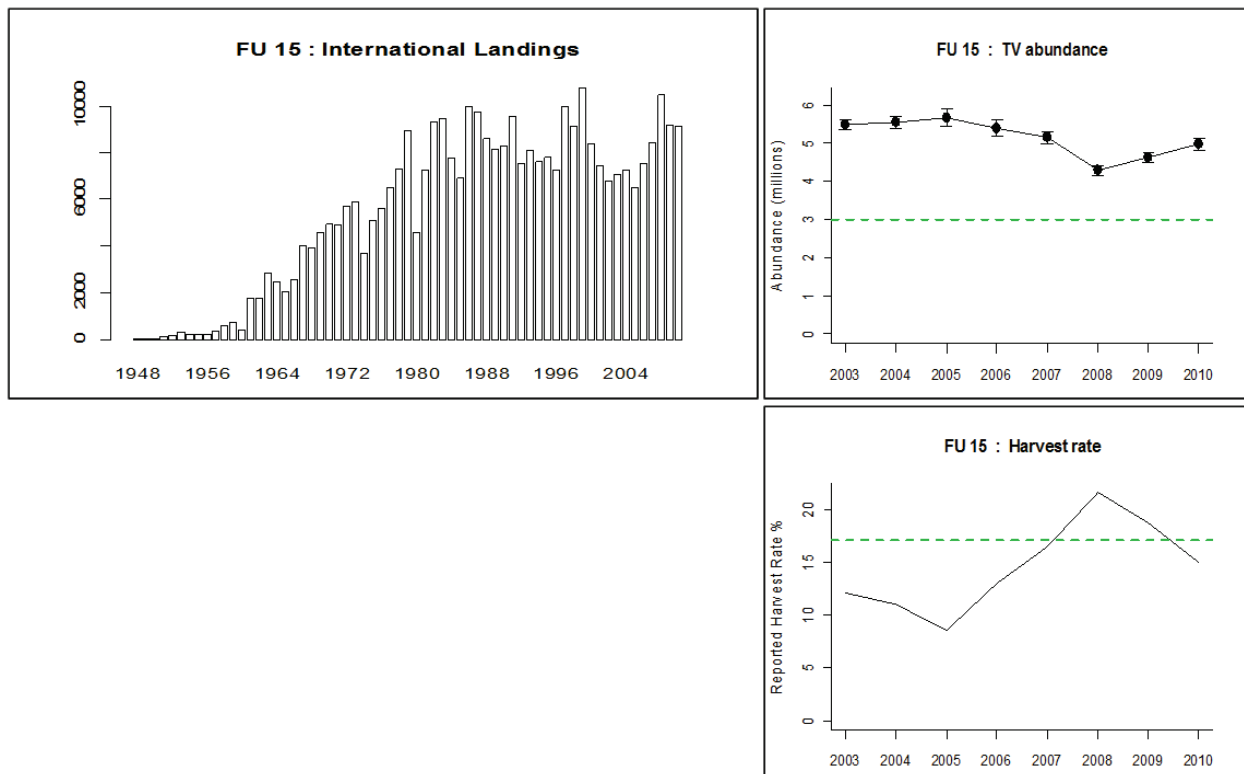 FU 15 : International Landings
10000
6000
2000
0
1948 1956 1964 1972 1980 1988 1996 2004
FU 15 : TV abundance
Abundance (millions)
6
5
4
3
2
1
0
2003 2004 2005 2006 2007 2008 2009 2010
FU 15 : Harvest rate
Reported Harvest Rate %
20
15
10
5
0
2003 2004 2005 2006 2007 2008 2009 2010